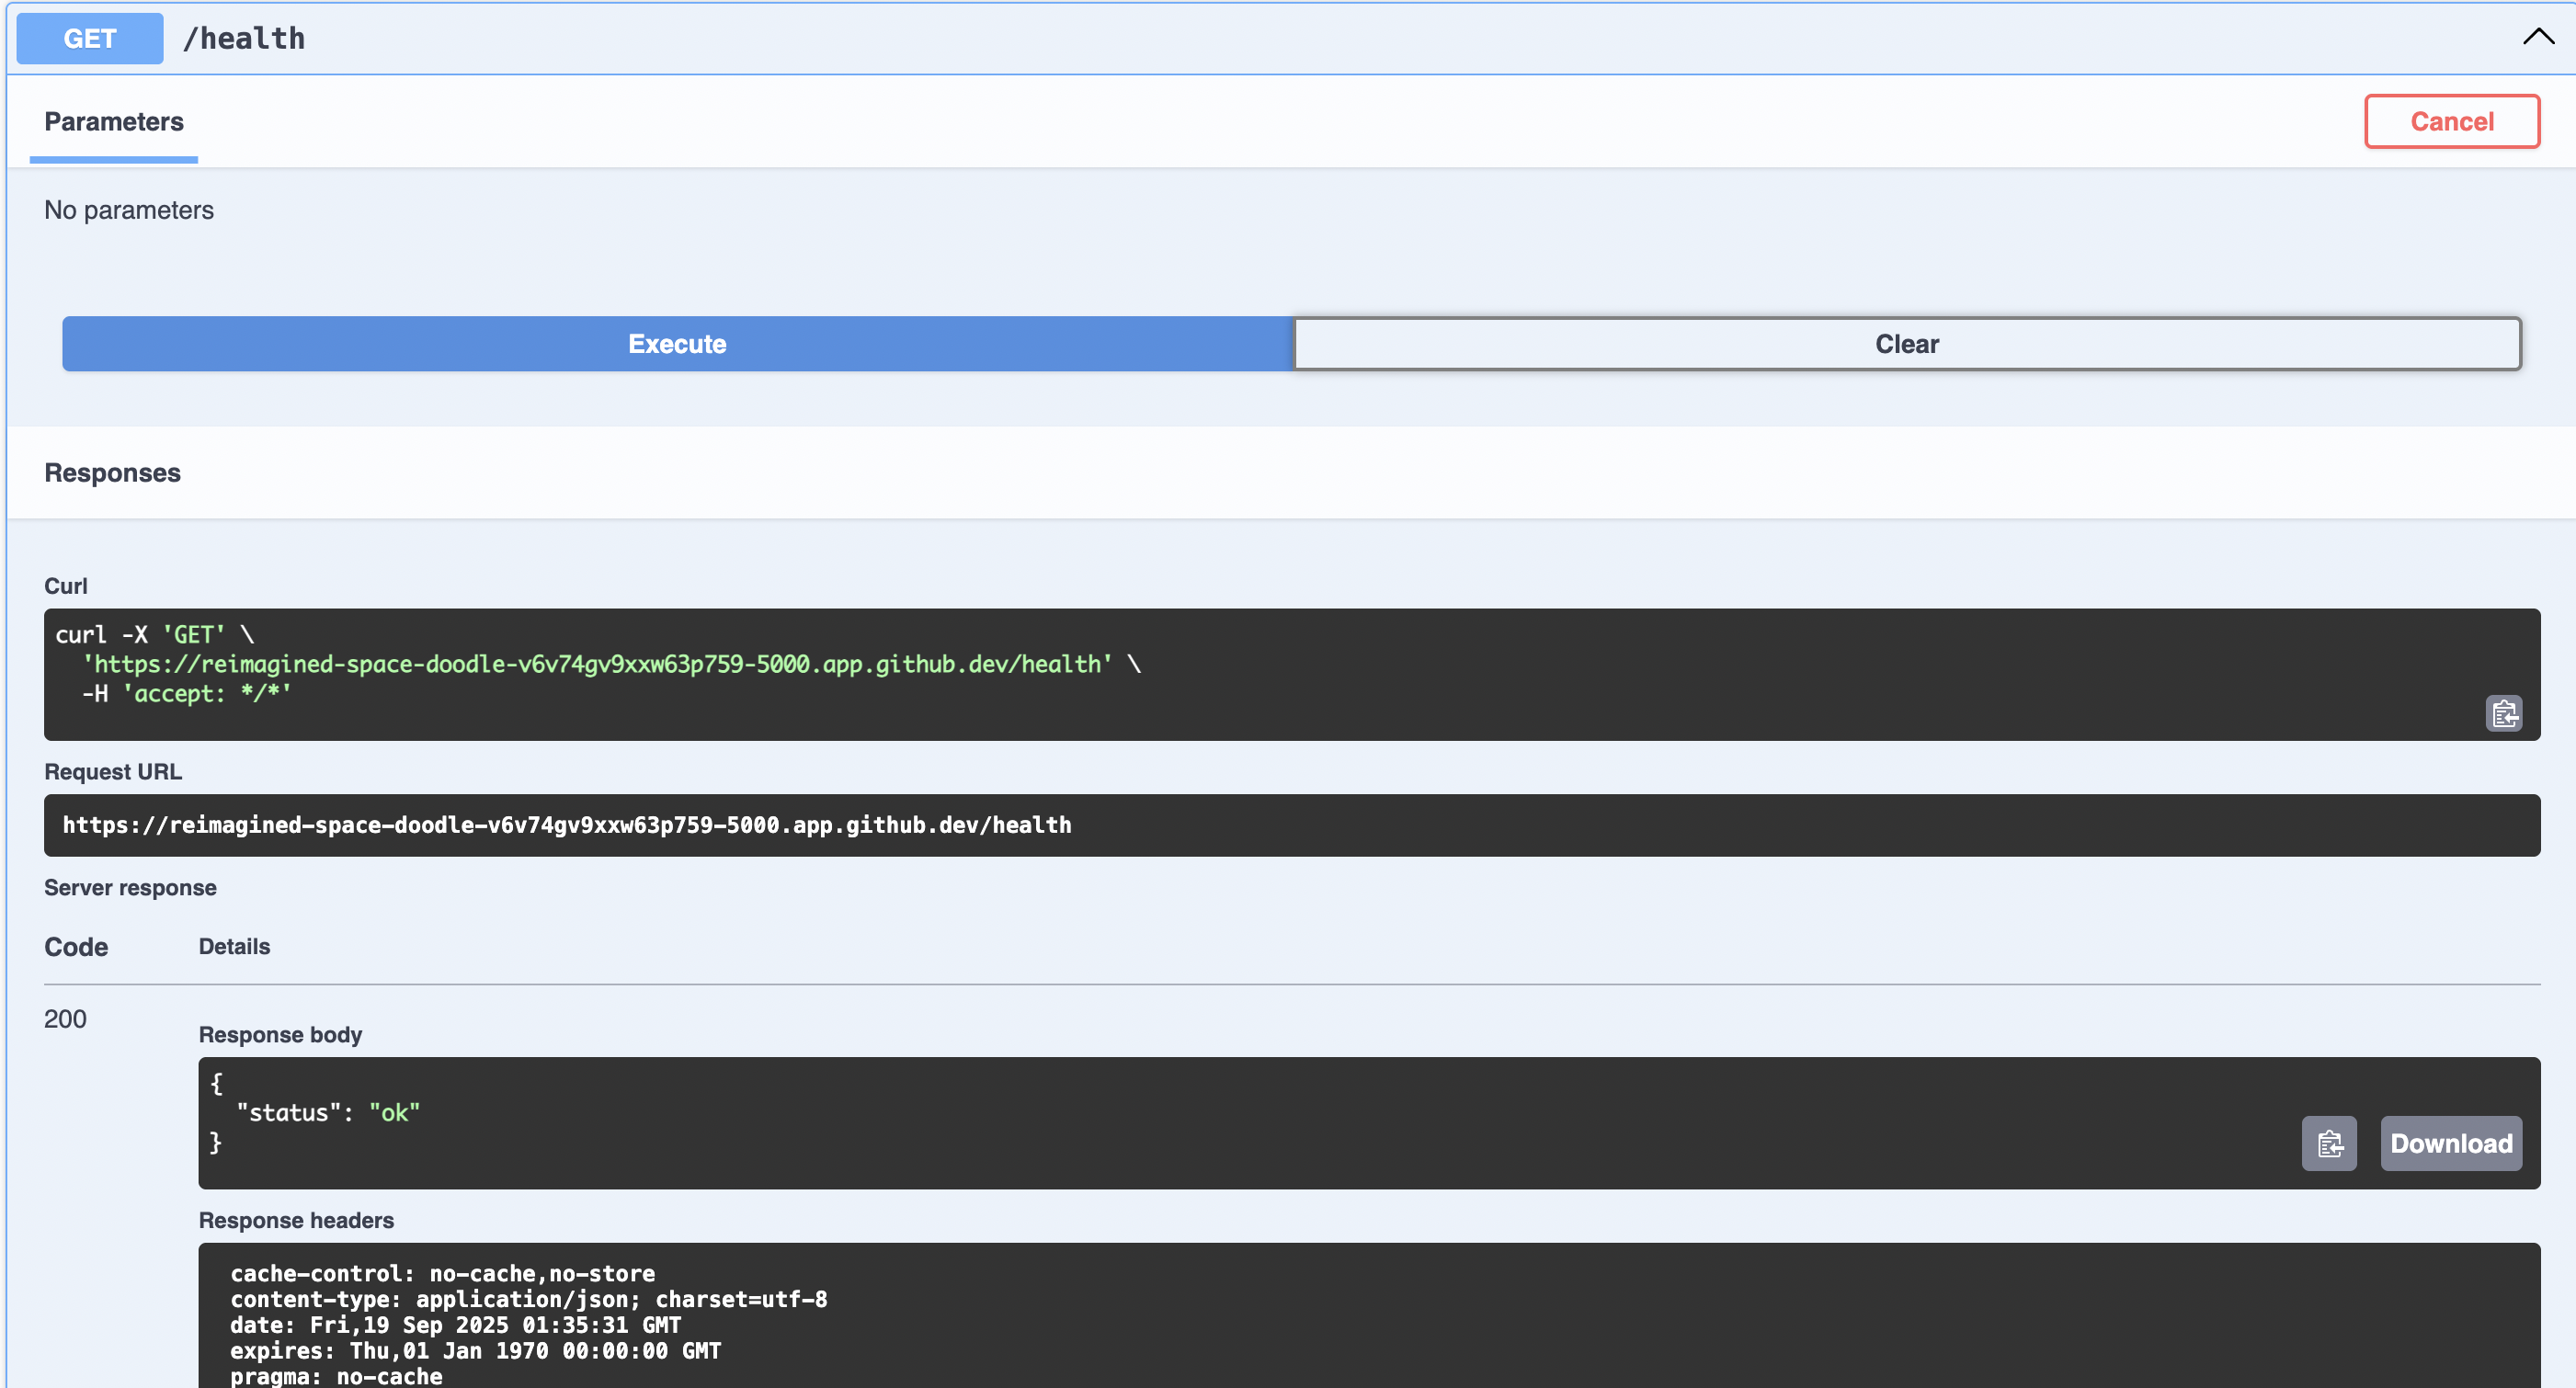 GET /health
Parameters
Cancel
No parameters
Execute
Clear
Responses
Curl
curl -X 'GET' \
  'https://reimagined-space-doodle-v6v74gv9xxw63p759-5000.app.github.dev/health' \
  -H 'accept: */*'
Request URL
https://reimagined-space-doodle-v6v74gv9xxw63p759-5000.app.github.dev/health
Server response
Code Details
200
Response body
{
  "status": "ok"
}
Download
Response headers
cache-control: no-cache,no-store
content-type: application/json; charset=utf-8
date: Fri,19 Sep 2025 01:35:31 GMT
expires: Thu,01 Jan 1970 00:00:00 GMT
pragma: no-cache